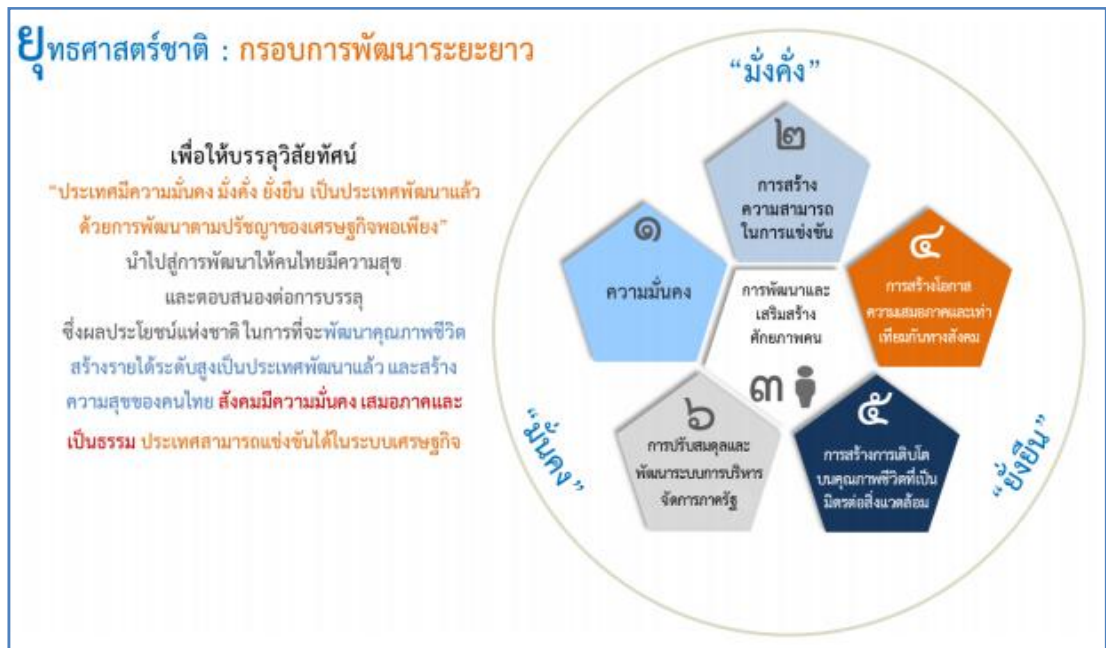 ยุทธศาสตร์ชาติ : กรอบการพัฒนาระยะยาว
เพื่อให้บรรลุวิสัยทัศน์
"ประเทศมีความมั่นคง มั่งคั่ง ยั่งยืน เป็นประเทศพัฒนาแล้ว
ด้วยการพัฒนาตามปรัชญาของเศรษฐกิจพอเพียง"
นำไปสู่การพัฒนาให้คนไทยมีความสุข
และตอบสนองต่อการบรรลุ
ซึ่งผลประโยชน์แห่งชาติ ในการที่จะพัฒนาคุณภาพชีวิต
สร้างรายได้ระดับสูงเป็นประเทศพัฒนาแล้ว และสร้าง
ความสุขของคนไทย สังคมมีความมั่นคง เสมอภาคและ
เป็นธรรม ประเทศสามารถแข่งขันได้ในระบบเศรษฐกิจ
"มั่งคั่ง"
๑
ความมั่นคง
๒
การสร้าง
ความสามารถ
ในการแข่งขัน
การพัฒนาและ
เสริมสร้าง
ศักยภาพคน
๓
๔
การสร้างโอกาส
ความเสมอภาคและเท่า
เทียมกันทางสังคม
๕
การสร้างการเติบโต
บนคุณภาพชีวิตที่เป็น
มิตรต่อสิ่งแวดล้อม
๖
การปรับสมดุลและ
พัฒนาระบบการบริหาร
จัดการภาครัฐ
"มั่นคง"
"ยั่งยืน"